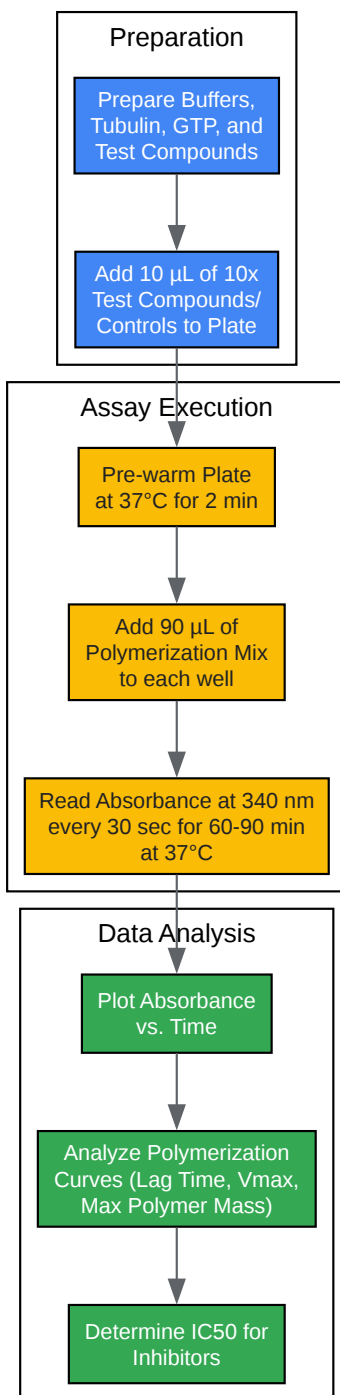 Preparation
Prepare Buffers,
Tubulin, GTP, and
Test Compounds
Add 10 µL of 10x
Test Compounds/
Controls to Plate
Assay Execution
Pre-warm Plate
at 37°C for 2 min
Add 90 µL of
Polymerization Mix
to each well
Read Absorbance at 340 nm
every 30 sec for 60-90 min
at 37°C
Data Analysis
Plot Absorbance
vs. Time
Analyze Polymerization
Curves (Lag Time, Vmax,
Max Polymer Mass)
Determine IC50 for
Inhibitors